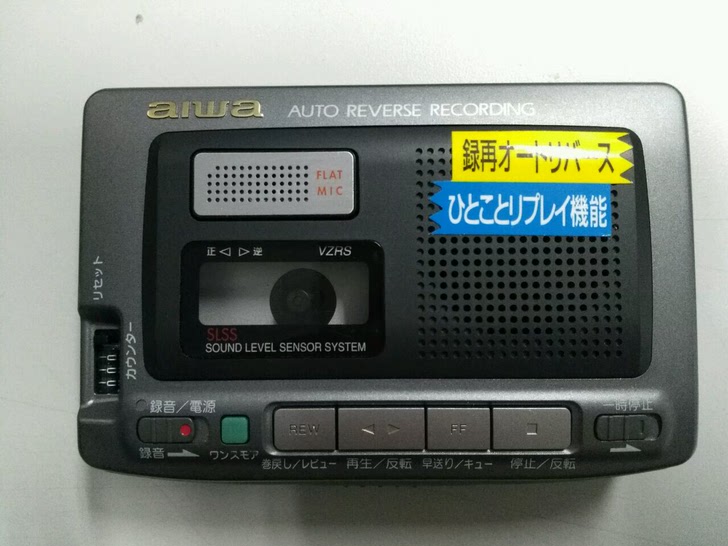 aiwa AUTO REVERSE RECORDING
録再オートリバース
ひとことリプレイ機能
FLAT
MIC
正◁ ▷逆 VZRS
SLSS
SOUND LEVEL SENSOR SYSTEM
リセット
カウンター
録音/電源
一時停止
REW ◁ ▷ FF □
録音 ワンスモア 巻戻し/レビュー 再生/反転 早送り/キュー 停止/反転